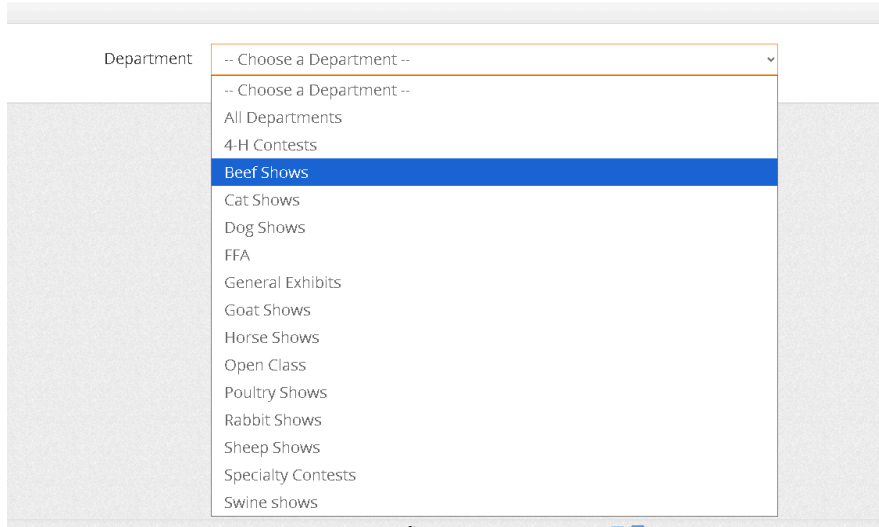 Department
-- Choose a Department --
-- Choose a Department --
All Departments
4-H Contests
Beef Shows
Cat Shows
Dog Shows
FFA
General Exhibits
Goat Shows
Horse Shows
Open Class
Poultry Shows
Rabbit Shows
Sheep Shows
Specialty Contests
Swine shows